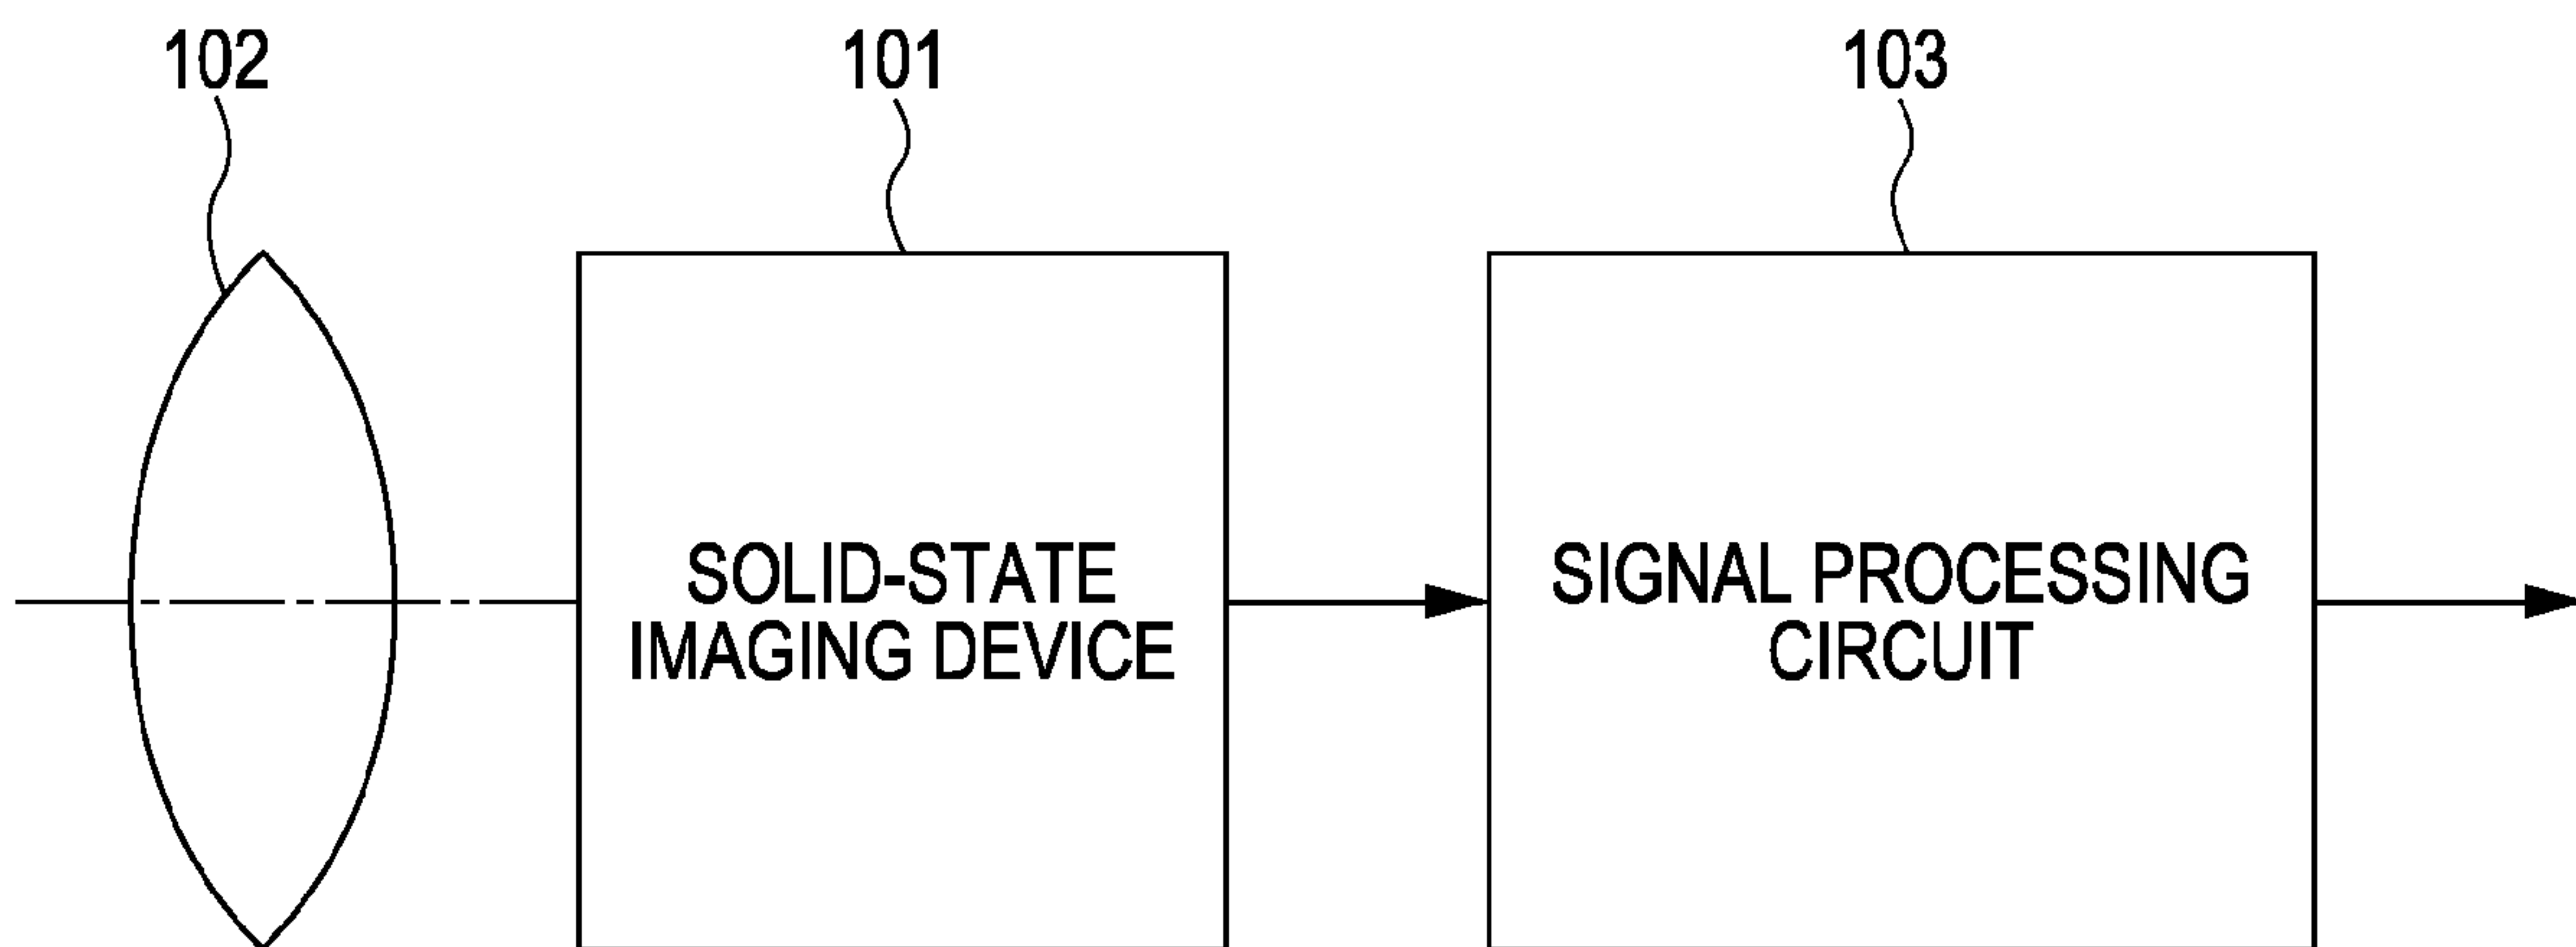 102
101
103
SOLID-STATE
IMAGING DEVICE
SIGNAL PROCESSING
CIRCUIT